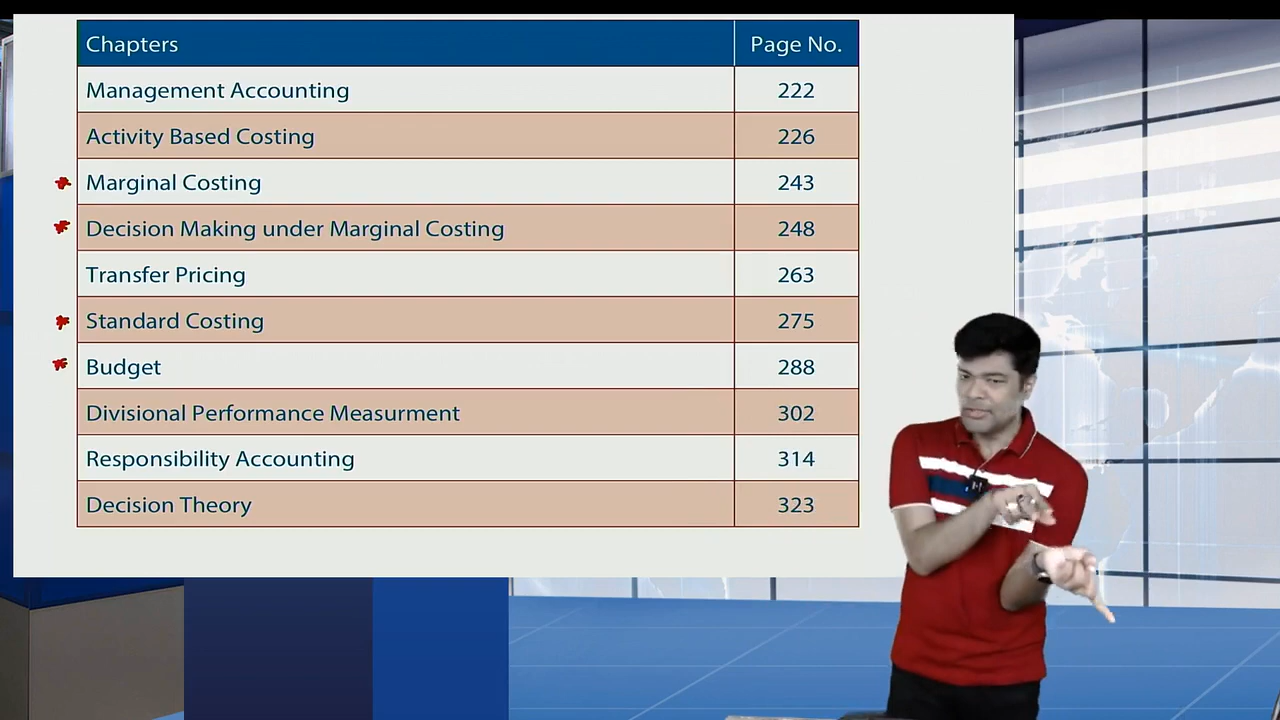 Chapters Page No.
Management Accounting 222
Activity Based Costing 226
Marginal Costing 243
Decision Making under Marginal Costing 248
Transfer Pricing 263
Standard Costing 275
Budget 288
Divisional Performance Measurment 302
Responsibility Accounting 314
Decision Theory 323